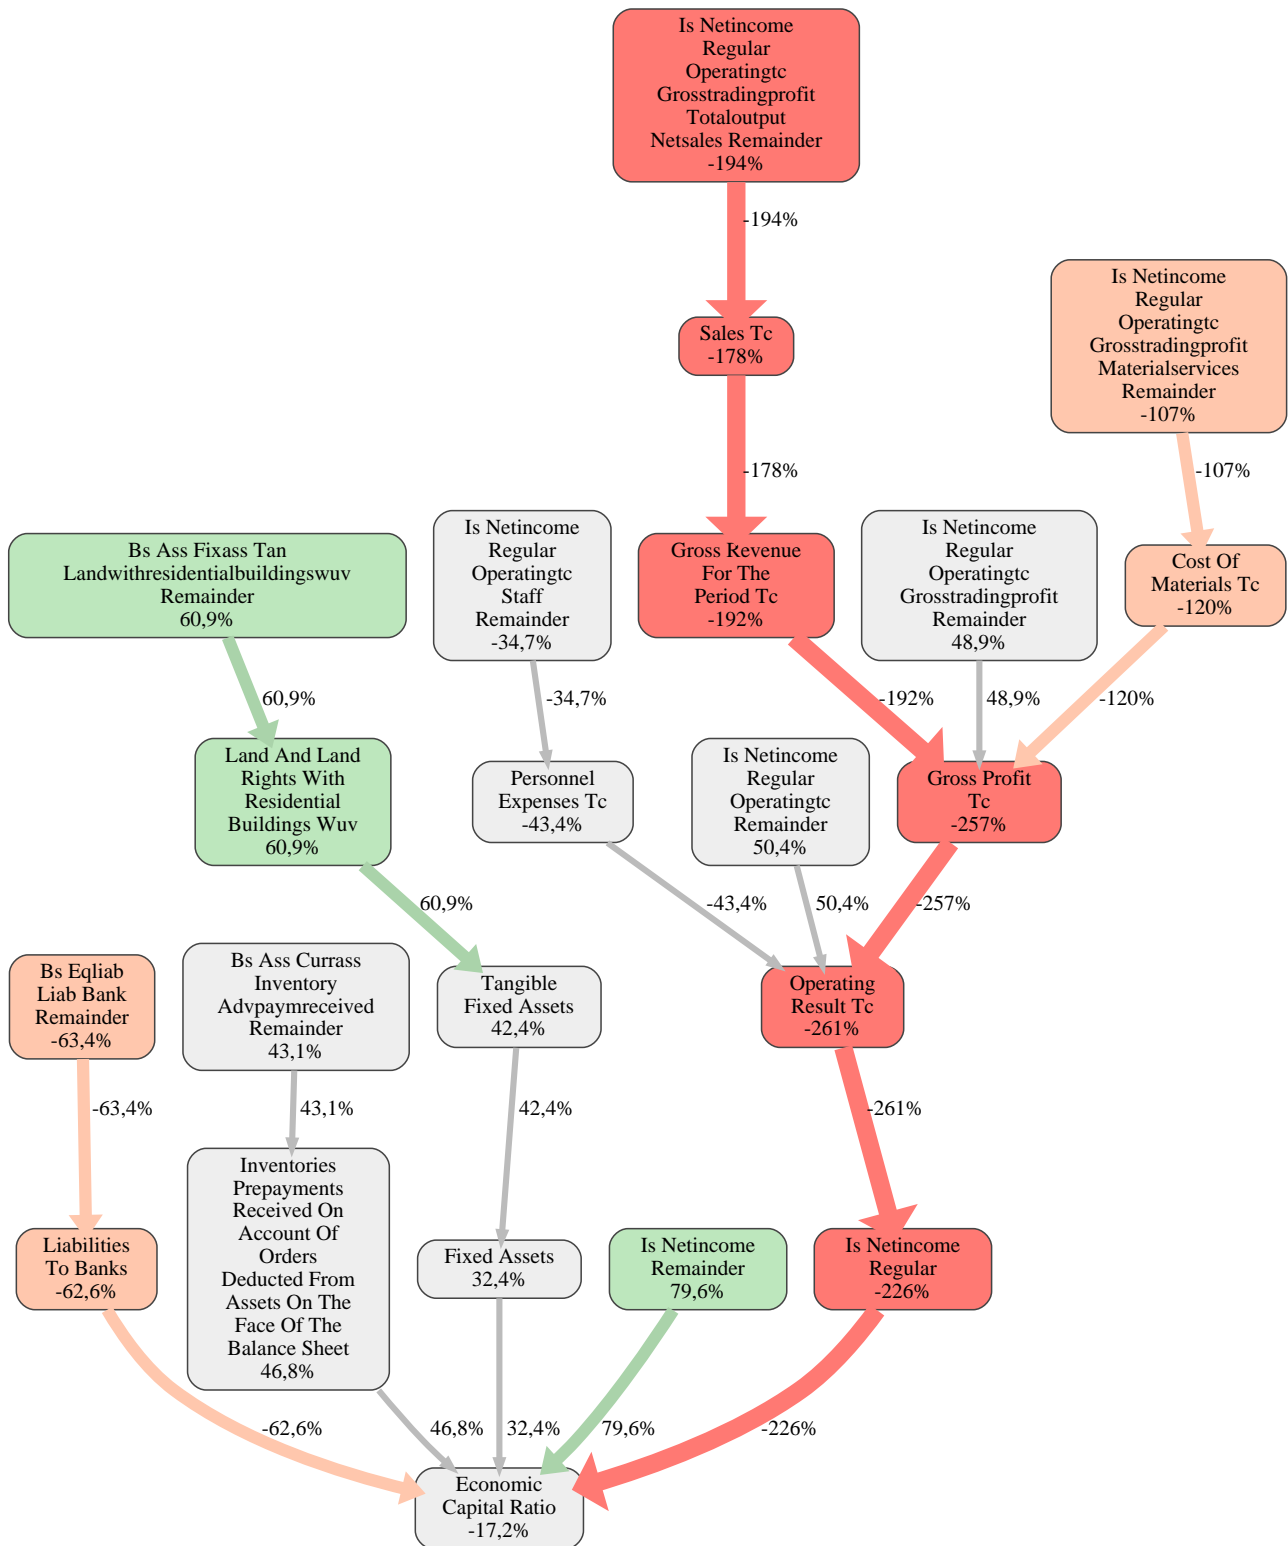 Is Netincome
Regular
Operatingtc
Grosstradingprofit
Totaloutput
Netsales Remainder
-194%
-194%
Is Netincome
Regular
Operatingtc
Grosstradingprofit
Materialservices
Remainder
-107%
Sales Tc
-178%
-178%
-107%
Bs Ass Fixass Tan
Landwithresidentialbuildingswuv
Remainder
60,9%
Is Netincome
Regular
Operatingtc
Staff
Remainder
-34,7%
Gross Revenue
For The
Period Tc
-192%
Is Netincome
Regular
Operatingtc
Grosstradingprofit
Remainder
48,9%
Cost Of
Materials Tc
-120%
60,9%
-34,7%
-192%
48,9%
-120%
Land And Land
Rights With
Residential
Buildings Wuv
60,9%
Personnel
Expenses Tc
-43,4%
Is Netincome
Regular
Operatingtc
Remainder
50,4%
Gross Profit
Tc
-257%
60,9%
-43,4%
50,4%
-257%
Bs Eqliab
Liab Bank
Remainder
-63,4%
Bs Ass Currass
Inventory
Advpaymreceived
Remainder
43,1%
Tangible
Fixed Assets
42,4%
Operating
Result Tc
-261%
-63,4%
43,1%
42,4%
-261%
Liabilities
To Banks
-62,6%
Inventories
Prepayments
Received On
Account Of
Orders
Deducted From
Assets On The
Face Of The
Balance Sheet
46,8%
Fixed Assets
32,4%
Is Netincome
Remainder
79,6%
Is Netincome
Regular
-226%
-62,6%
46,8%
32,4%
79,6%
-226%
Economic
Capital Ratio
-17,2%